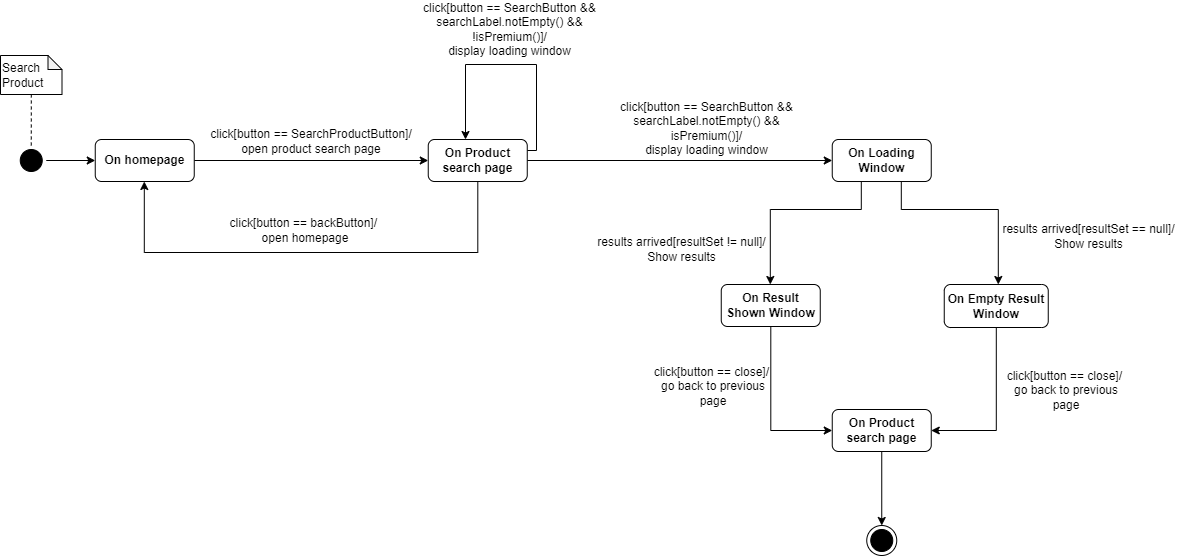 click[button == SearchButton &&
searchLabel.notEmpty() &&
!isPremium()]/
display loading window
Search
Product
click[button == SearchProductButton]/
open product search page
click[button == SearchButton &&
searchLabel.notEmpty() &&
isPremium()]/
display loading window
On homepage
On Product
search page
On Loading
Window
click[button == backButton]/
open homepage
results arrived[resultSet != null]/
Show results
results arrived[resultSet == null]/
Show results
On Result
Shown Window
On Empty Result
Window
click[button == close]/
go back to previous
page
click[button == close]/
go back to previous
page
On Product
search page